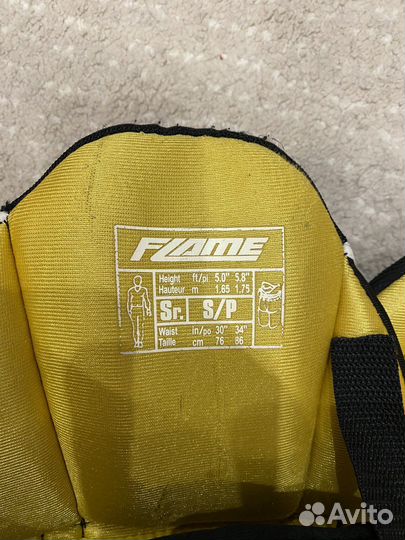 FLAME
Height ft/pi 5.0" 5.8"
Hauteur m 1.65 1.75
Sr. S/P
Waist in/po 30" 34"
Taille cm 76 86
Avito